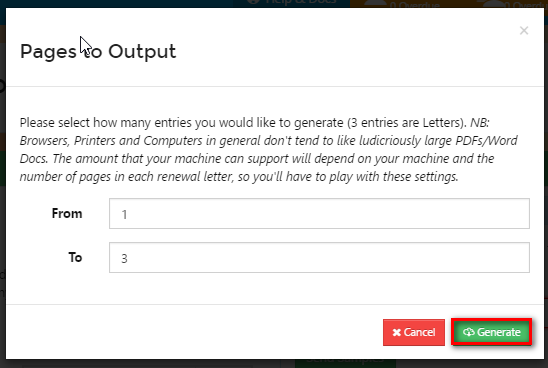 ×
Pages to Output
Please select how many entries you would like to generate (3 entries are Letters). NB:
Browsers, Printers and Computers in general don't tend to like ludicriously large PDFs/Word
Docs. The amount that your machine can support will depend on your machine and the
number of pages in each renewal letter, so you'll have to play with these settings.
From 1
To 3
✖ Cancel Generate